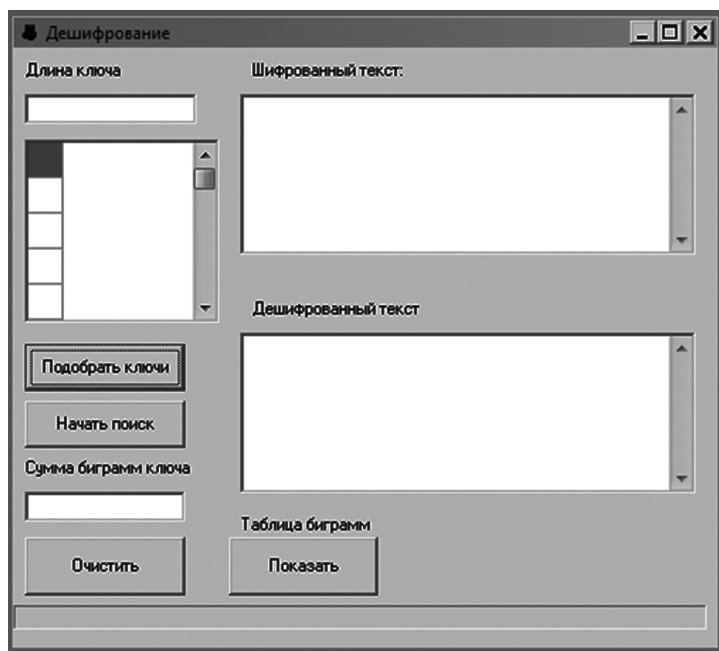 Дешифрование
Длина ключа
Шифрованный текст:
Дешифрованный текст
Подобрать ключи
Начать поиск
Сумма биграмм ключа
Таблица биграмм
Очистить
Показать